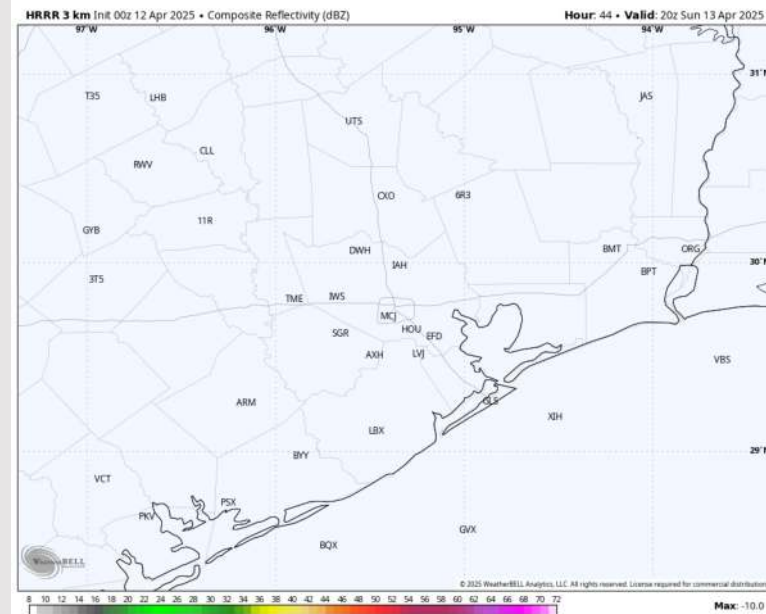 HRRR 3 km Init 00z 12 Apr 2025 • Composite Reflectivity (dBZ) Hour: 44 • Valid: 20z Sun 13 Apr 2025
97°W 96°W 95°W 94°W
31°N
T35 LHB JAS
UTS
CLL
RWV
CXO 6R3
11R
GYB
DWH BMT ORG
30°N
IAH
3T5 BPT
TME IWS
MCJ
SGR HOU EFD
AXH LVJ VBS
ARM GLS
XIH
LBX
BYY 29°N
VCT
PSX
PKV
GVX
BQX
WeatherBELL
© 2025 WeatherBELL Analytics, LLC. All rights reserved. License required for commercial distribution
8 10 12 14 16 18 20 22 24 26 28 30 32 34 36 38 40 42 44 46 48 50 52 54 56 58 60 62 64 66 68 70 72
Max: -10.0